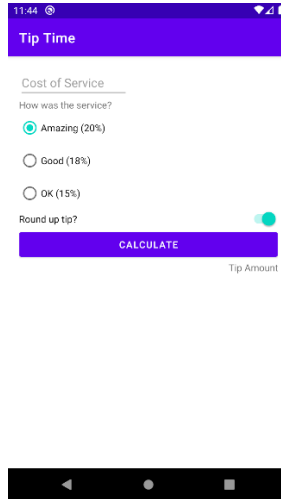 11:44
Tip Time
Cost of Service
How was the service?
Amazing (20%)
Good (18%)
OK (15%)
Round up tip?
CALCULATE
Tip Amount